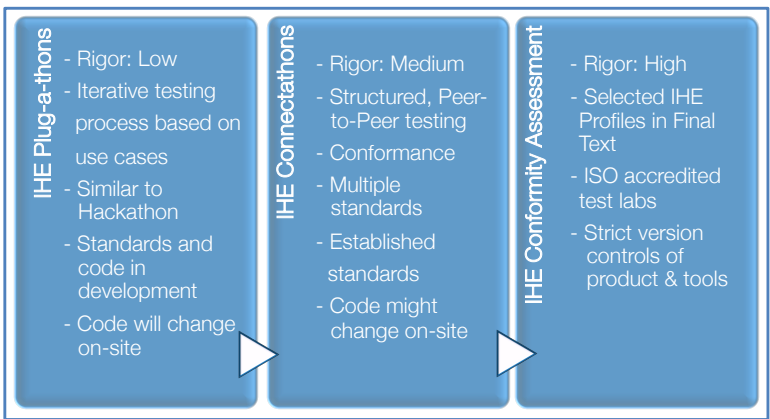 IHE Plug-a-thons
- Rigor: Low
- Iterative testing
process based on
use cases
- Similar to
Hackathon
- Standards and
code in
development
- Code will change
on-site
IHE Connectathons
- Rigor: Medium
- Structured, Peer-
to-Peer testing
- Conformance
- Multiple
standards
- Established
standards
- Code might
change on-site
IHE Conformity Assessment
- Rigor: High
- Selected IHE
Profiles in Final
Text
- ISO accredited
test labs
- Strict version
controls of
product & tools